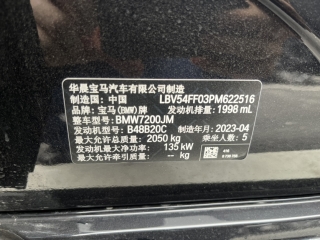 华晨宝马汽车有限公司制造
制造国: 中国 LBV54FF03PM622516
品牌: 宝马(BMW)牌 发动机排量: 1998 mL
整车型号: BMW7200JM
发动机型号: B48B20C 制造年月: 2023-04
最大允许总质量: 2050 kg 乘坐人数: 5
发动机最大净功率: 135 kW
最大允许牵引质量: -- kg